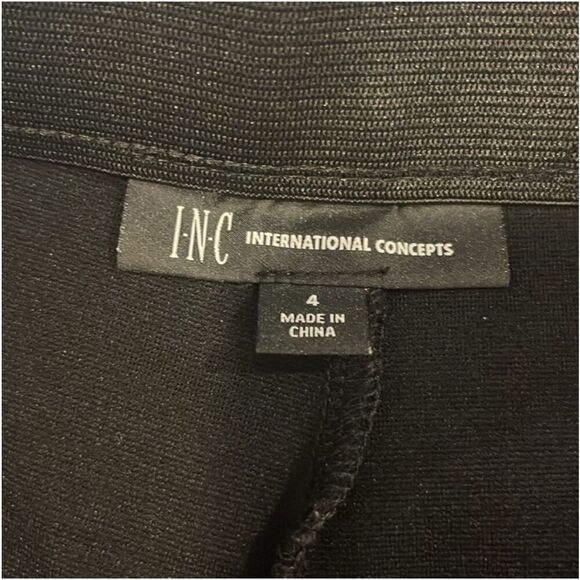 I·N·C INTERNATIONAL CONCEPTS
4
MADE IN
CHINA